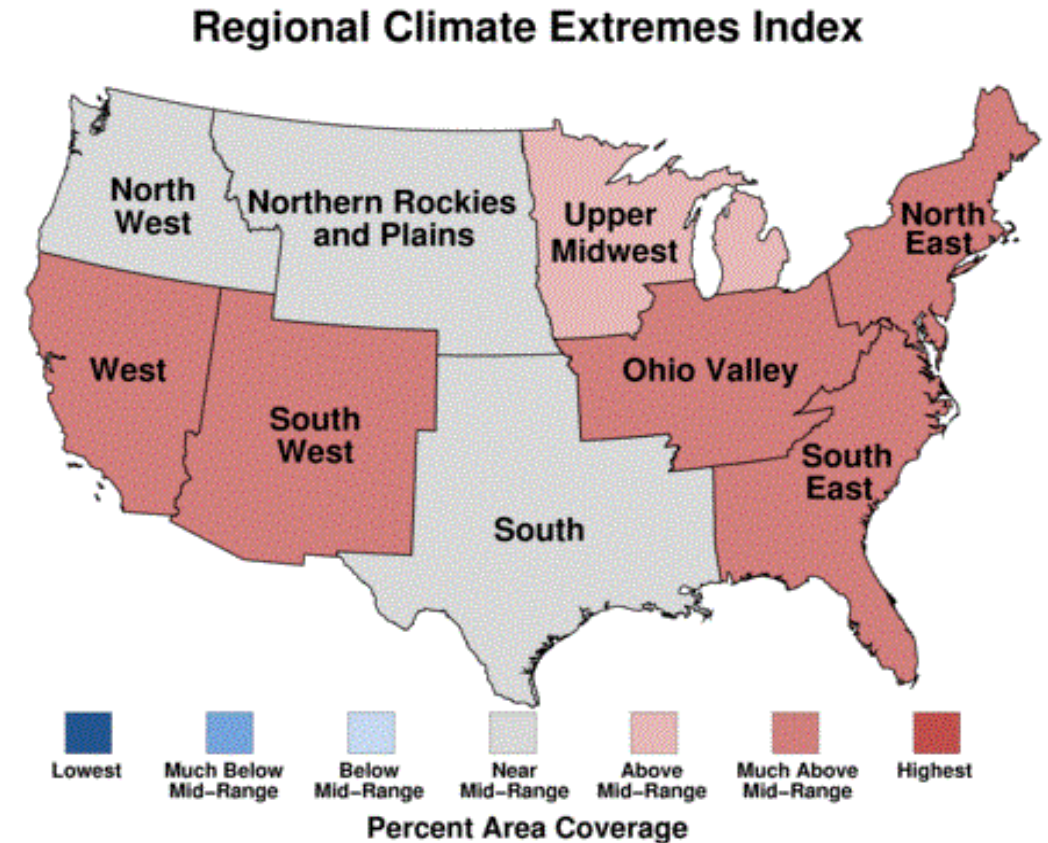 Regional Climate Extremes Index
North
West
Northern Rockies
and Plains
Upper
Midwest
North
East
West
South
West
Ohio Valley
South
East
South
Lowest
Much Below
Mid–Range
Below
Mid–Range
Near
Mid–Range
Above
Mid–Range
Much Above
Mid–Range
Highest
Percent Area Coverage